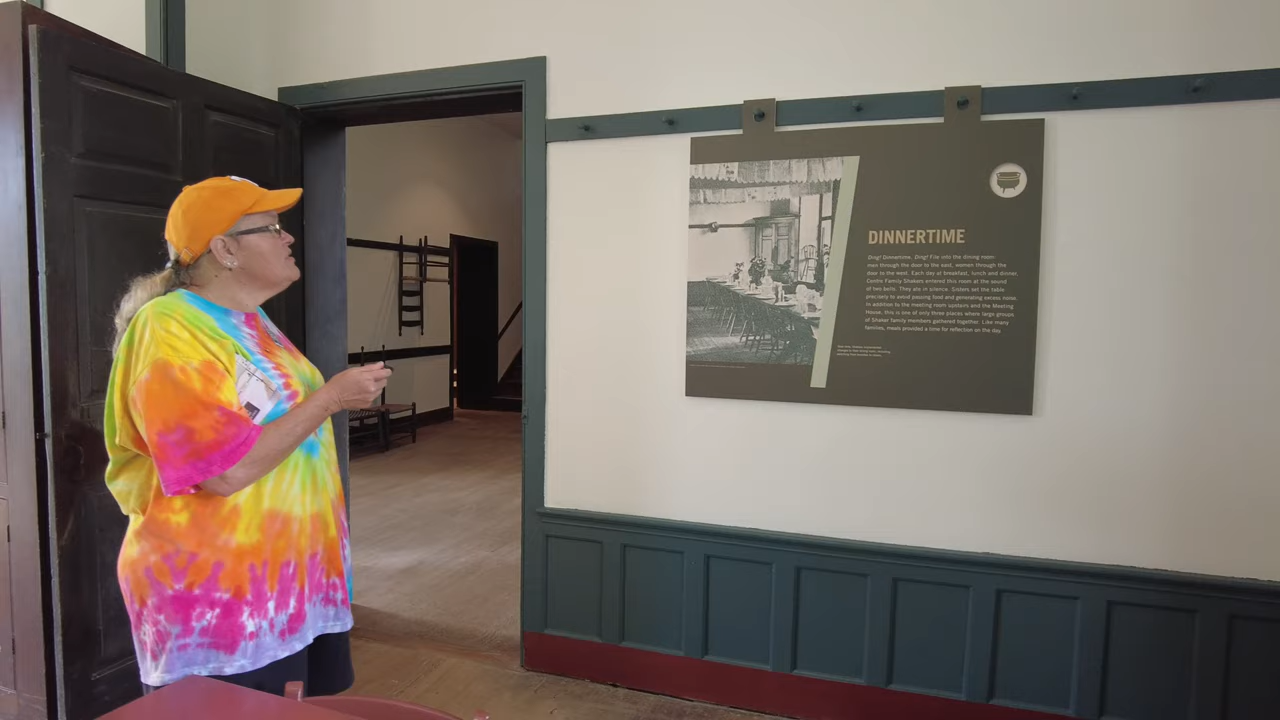 DINNERTIME
Ding! Dinnertime, Ding! File into the dining room:
men through the door to the east, women through the
door to the west. Each day at breakfast, lunch and dinner,
Centre Family Shakers entered this room at the sound
of two bells. They ate in silence. Sisters set the table
precisely to avoid passing food and generating excess noise.
In addition to the meeting room upstairs and the Meeting
House, this is one of only three places where large groups
of Shaker family members gathered together. Like many
families, meals provided a time for reflection on the day